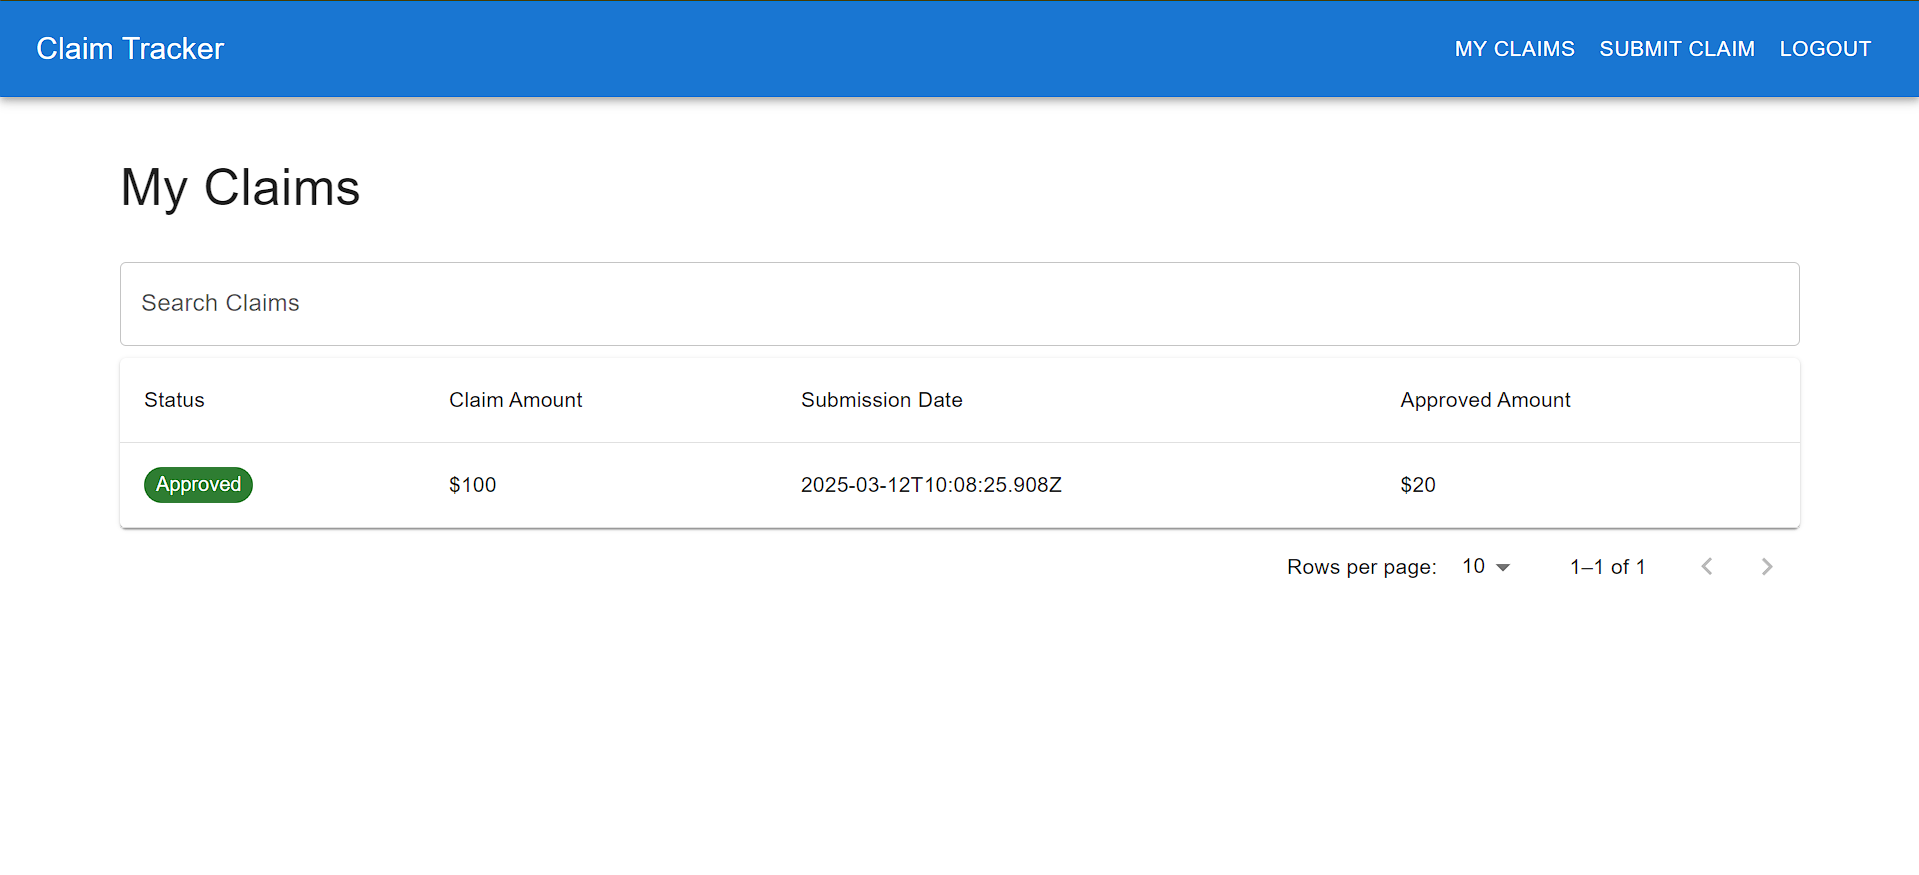 Claim Tracker MY CLAIMS SUBMIT CLAIM LOGOUT
My Claims
Search Claims
Status Claim Amount Submission Date Approved Amount
Approved $100 2025-03-12T10:08:25.908Z $20
Rows per page: 10 1–1 of 1